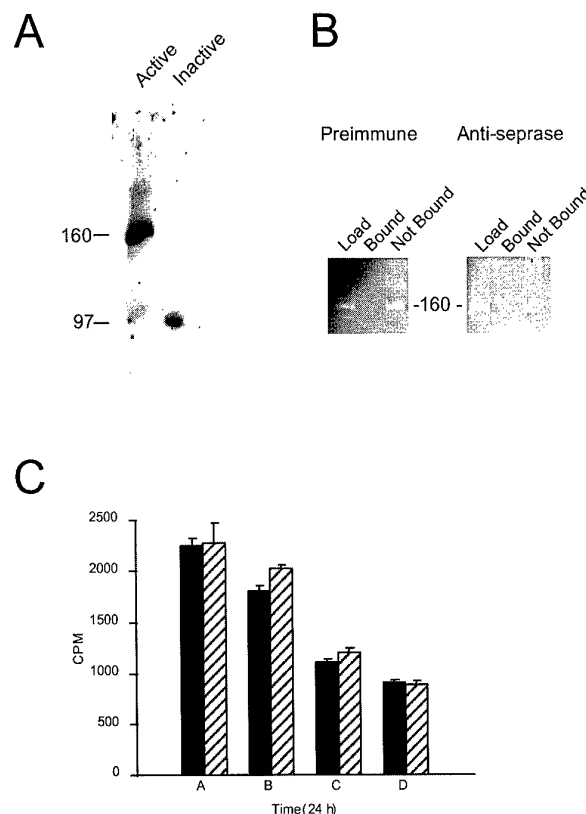 A
Active Inactive
160
97
B
Preimmune Anti-seprase
Load Bound Not Bound Load Bound Not Bound
-160 -
C
2500
2000
1500
1000
500
0
CPM
A B C D
Time(24 h)